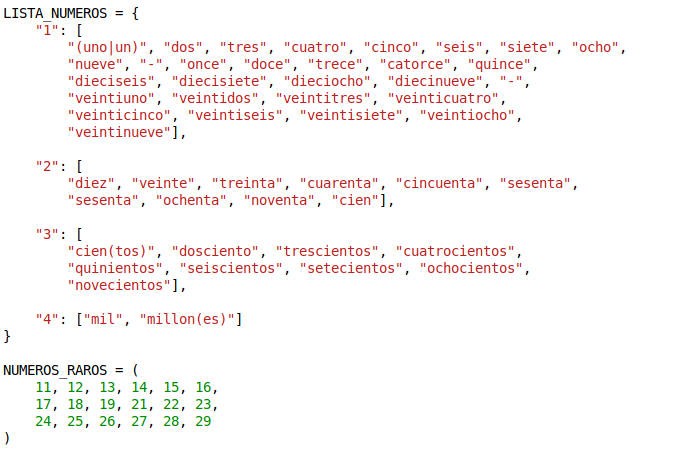 LISTA_NUMEROS = {
    "1": [
        "(uno|un)", "dos", "tres", "cuatro", "cinco", "seis", "siete", "ocho",
        "nueve", "-", "once", "doce", "trece", "catorce", "quince",
        "dieciseis", "diecisiete", "dieciocho", "diecinueve", "-",
        "veintiuno", "veintidos", "veintitres", "veinticuatro",
        "veinticinco", "veintiseis", "veintisiete", "veintiocho",
        "veintinueve"],
    "2": [
        "diez", "veinte", "treinta", "cuarenta", "cincuenta", "sesenta",
        "sesenta", "ochenta", "noventa", "cien"],
    "3": [
        "cien(tos)", "dosciento", "trescientos", "cuatrocientos",
        "quinientos", "seiscientos", "setecientos", "ochocientos",
        "novecientos"],
    "4": ["mil", "millon(es)"]
}
NUMEROS_RAROS = (
    11, 12, 13, 14, 15, 16,
    17, 18, 19, 21, 22, 23,
    24, 25, 26, 27, 28, 29
)